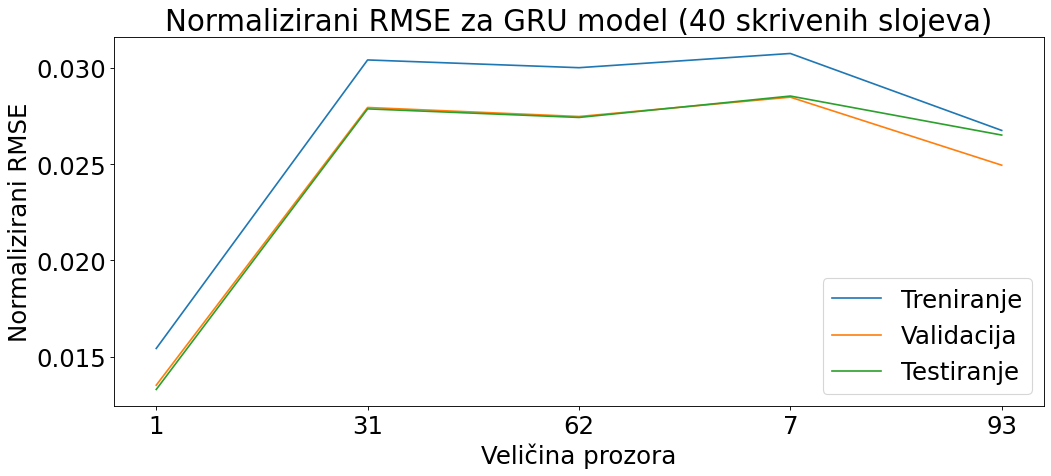 Normalizirani RMSE za GRU model (40 skrivenih slojeva)
Normalizirani RMSE
0.030
0.025
0.020
0.015
1 31 62 7 93
Veličina prozora
Treniranje
Validacija
Testiranje